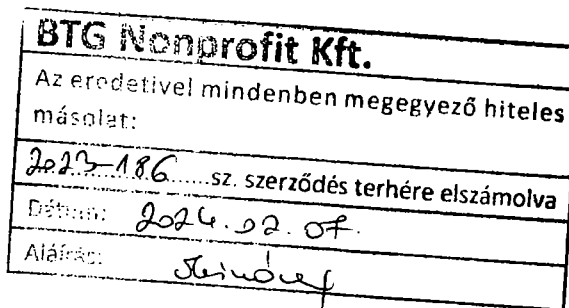 BTG Nonprofit Kft.
Az eredetivel mindenben megegyező hiteles
másolat:
2023-186......sz. szerződés terhére elszámolva
Dátum: 2024.02.07.
Aláírás: